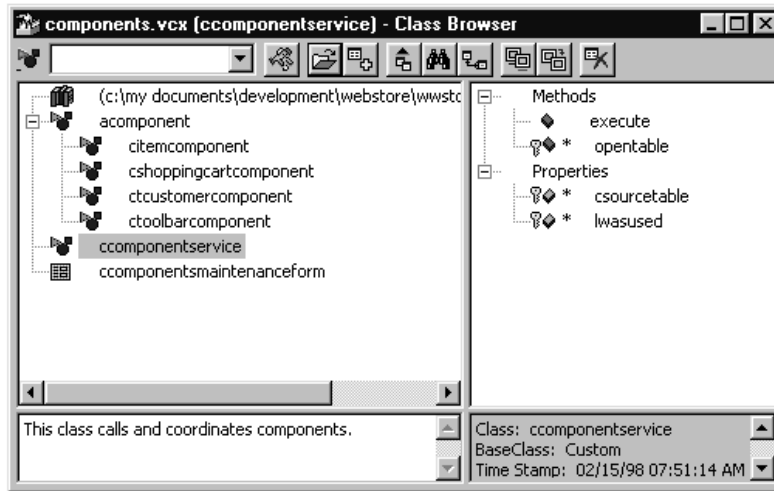 components.vcx (ccomponentservice) - Class Browser
(c:\my documents\development\webstore\wwstc
acomponent
citemcomponent
cshoppingcartcomponent
ctcustomercomponent
ctoolbarcomponent
ccomponentservice
ccomponentsmaintenanceform
Methods
execute
* opentable
Properties
* csourcetable
* lwasused
This class calls and coordinates components.
Class: ccomponentservice
BaseClass: Custom
Time Stamp: 02/15/98 07:51:14 AM